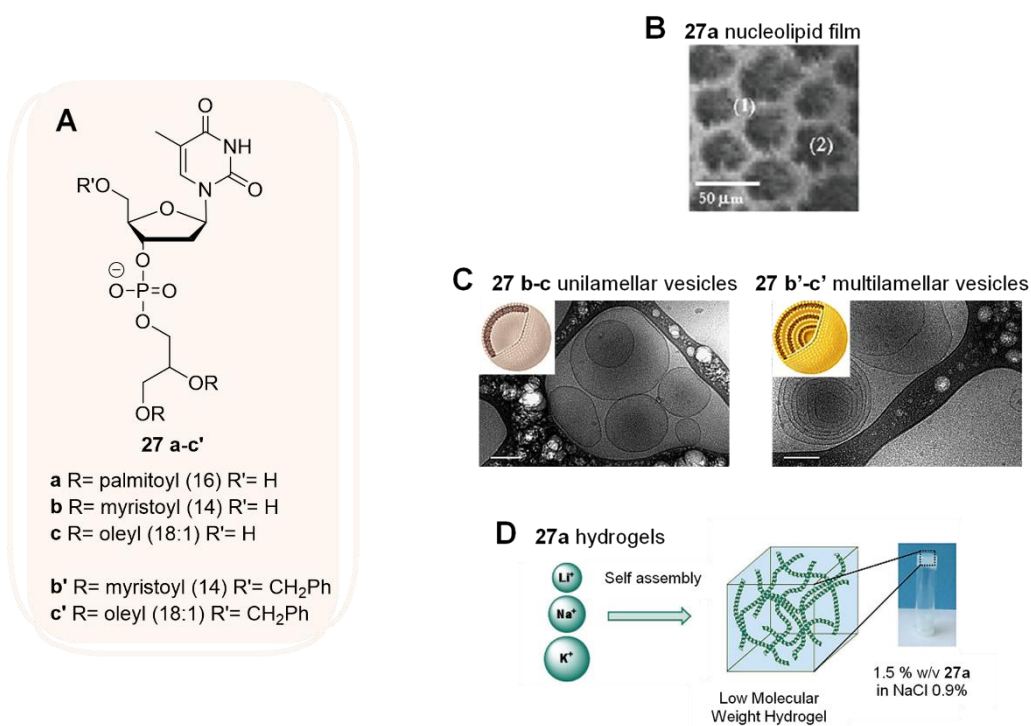 A
O
NH
N
O
R'O
O
O
⊖
O-P=O
O
OR
OR
27 a-c'
a R= palmitoyl (16) R'= H
b R= myristoyl (14) R'= H
c R= oleyl (18:1) R'= H
b' R= myristoyl (14) R'= CH₂Ph
c' R= oleyl (18:1) R'= CH₂Ph
B 27a nucleolipid film
(1)
(2)
50 µm
C 27 b-c unilamellar vesicles 27 b'-c' multilamellar vesicles
D 27a hydrogels
Li⁺
Na⁺
K⁺
Self assembly
Low Molecular
Weight Hydrogel
1.5 % w/v 27a
in NaCl 0.9%